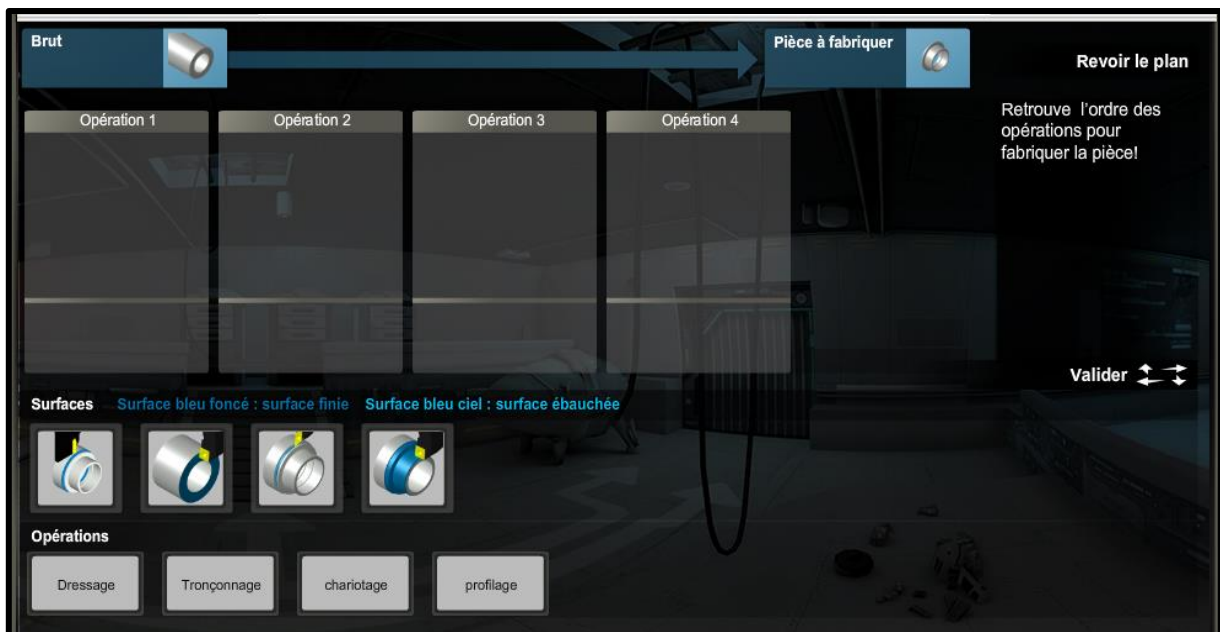 Brut
Pièce à fabriquer
Revoir le plan
Opération 1
Opération 2
Opération 3
Opération 4
Retrouve l'ordre des
opérations pour
fabriquer la pièce!
Valider
Surfaces Surface bleu foncé : surface finie Surface bleu ciel : surface ébauchée
Opérations
Dressage
Tronçonnage
chariotage
profilage